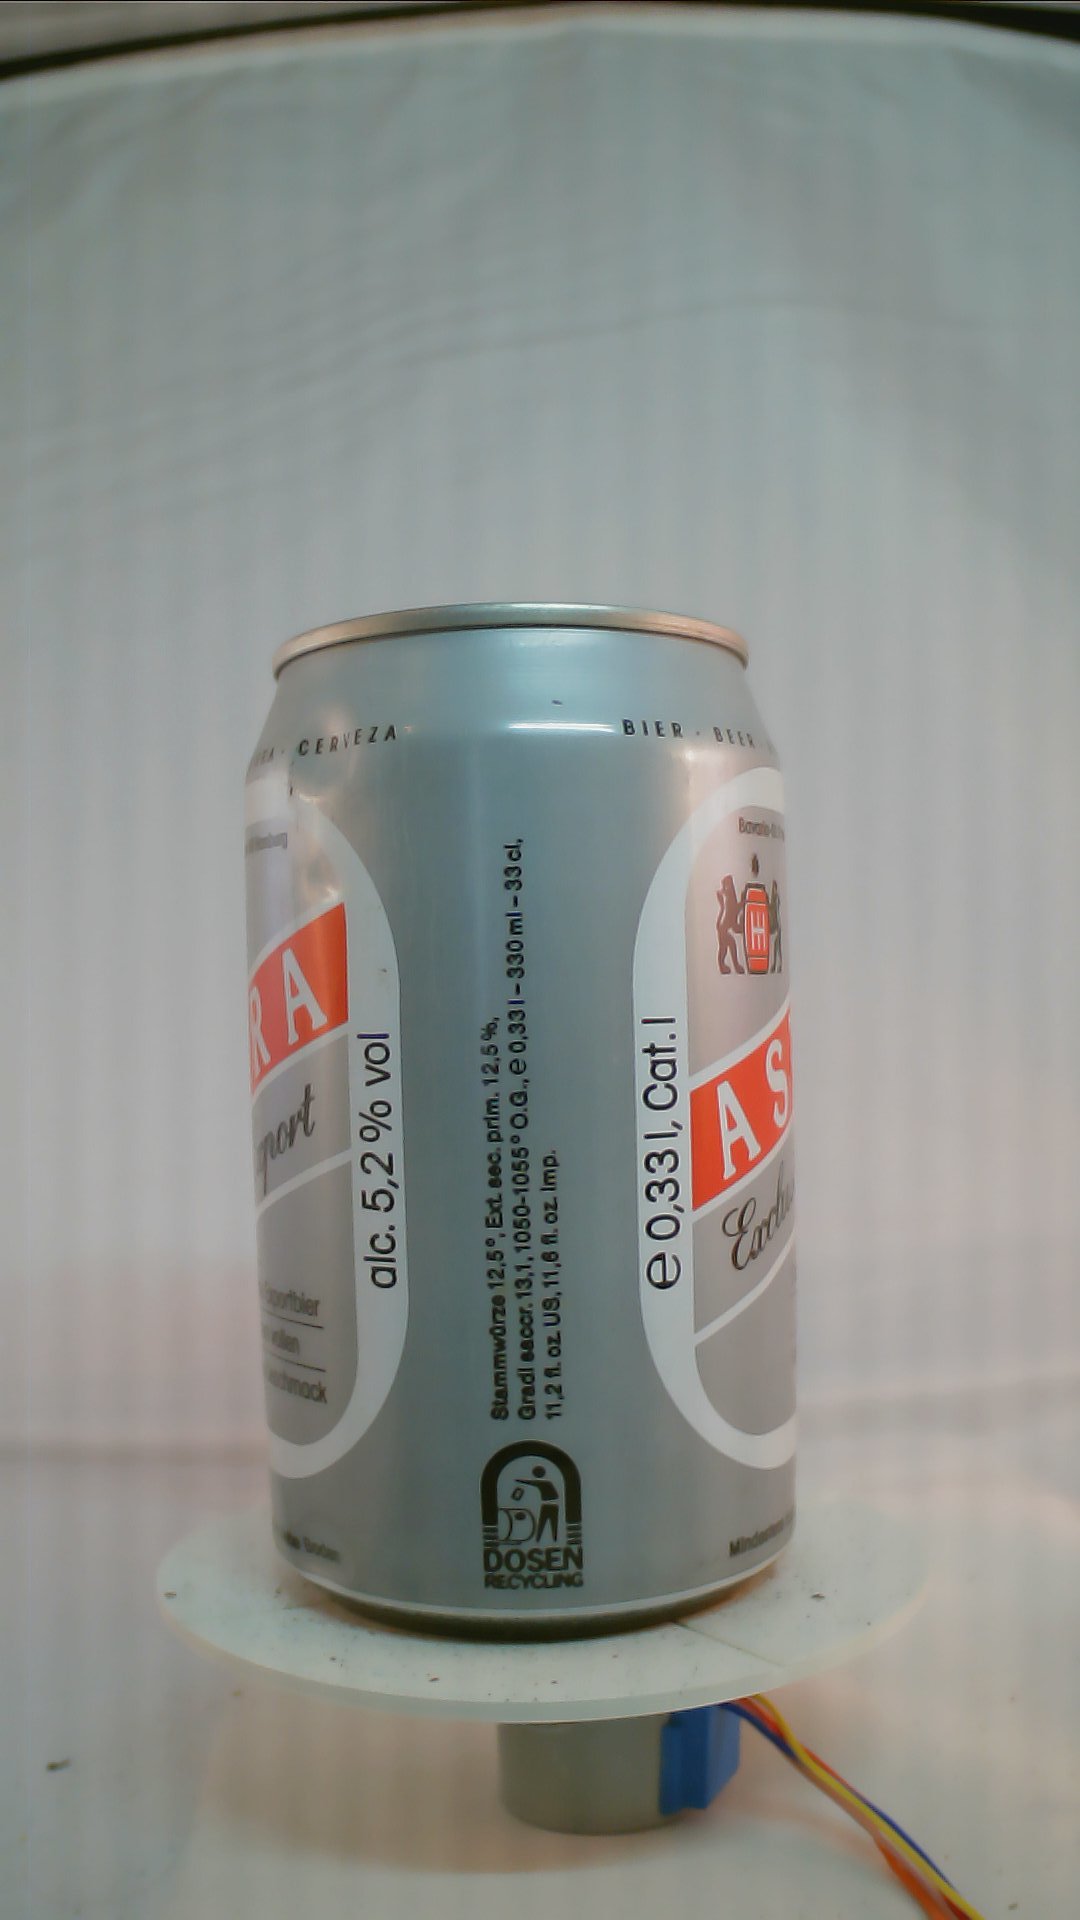 CERVEZA
BIER · BEER
RA
port
alc. 5,2 % vol
Sportbier
Stammwürze 12,5°, Ext. sec. prim. 12,5 %,
Gradi saccr. 13,1, 1050-1055° O.G., e 0,33 l – 330 ml – 33 cl,
11,2 fl. oz. US, 11,6 fl. oz. Imp.
DOSEN
RECYCLING
e 0,33 l, Cat. I
AS